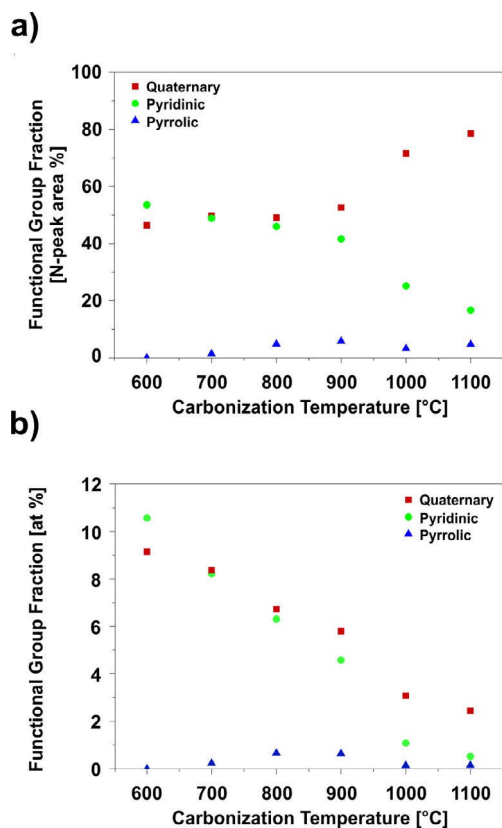 a)
Quaternary
Pyridinic
Pyrrolic
Functional Group Fraction
[N-peak area %]
100
80
60
40
20
0
600 700 800 900 1000 1100
Carbonization Temperature [°C]
b)
Quaternary
Pyridinic
Pyrrolic
Functional Group Fraction [at %]
12
10
8
6
4
2
0
600 700 800 900 1000 1100
Carbonization Temperature [°C]